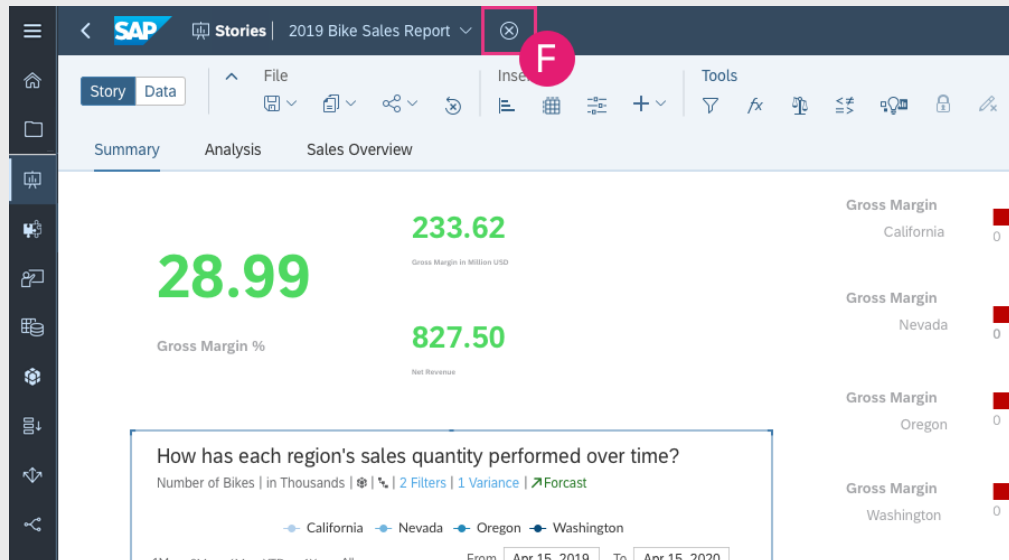 SAP Stories 2019 Bike Sales Report
F
Story Data File Tools
Summary Analysis Sales Overview
28.99
Gross Margin %
233.62
Gross Margin in Million USD
827.50
Net Revenue
Gross Margin
California
0
Gross Margin
Nevada
0
Gross Margin
Oregon
0
Gross Margin
Washington
0
How has each region's sales quantity performed over time?
Number of Bikes | in Thousands | 2 Filters | 1 Variance | Forcast
California Nevada Oregon Washington
From Apr 15, 2019 To Apr 15, 2020